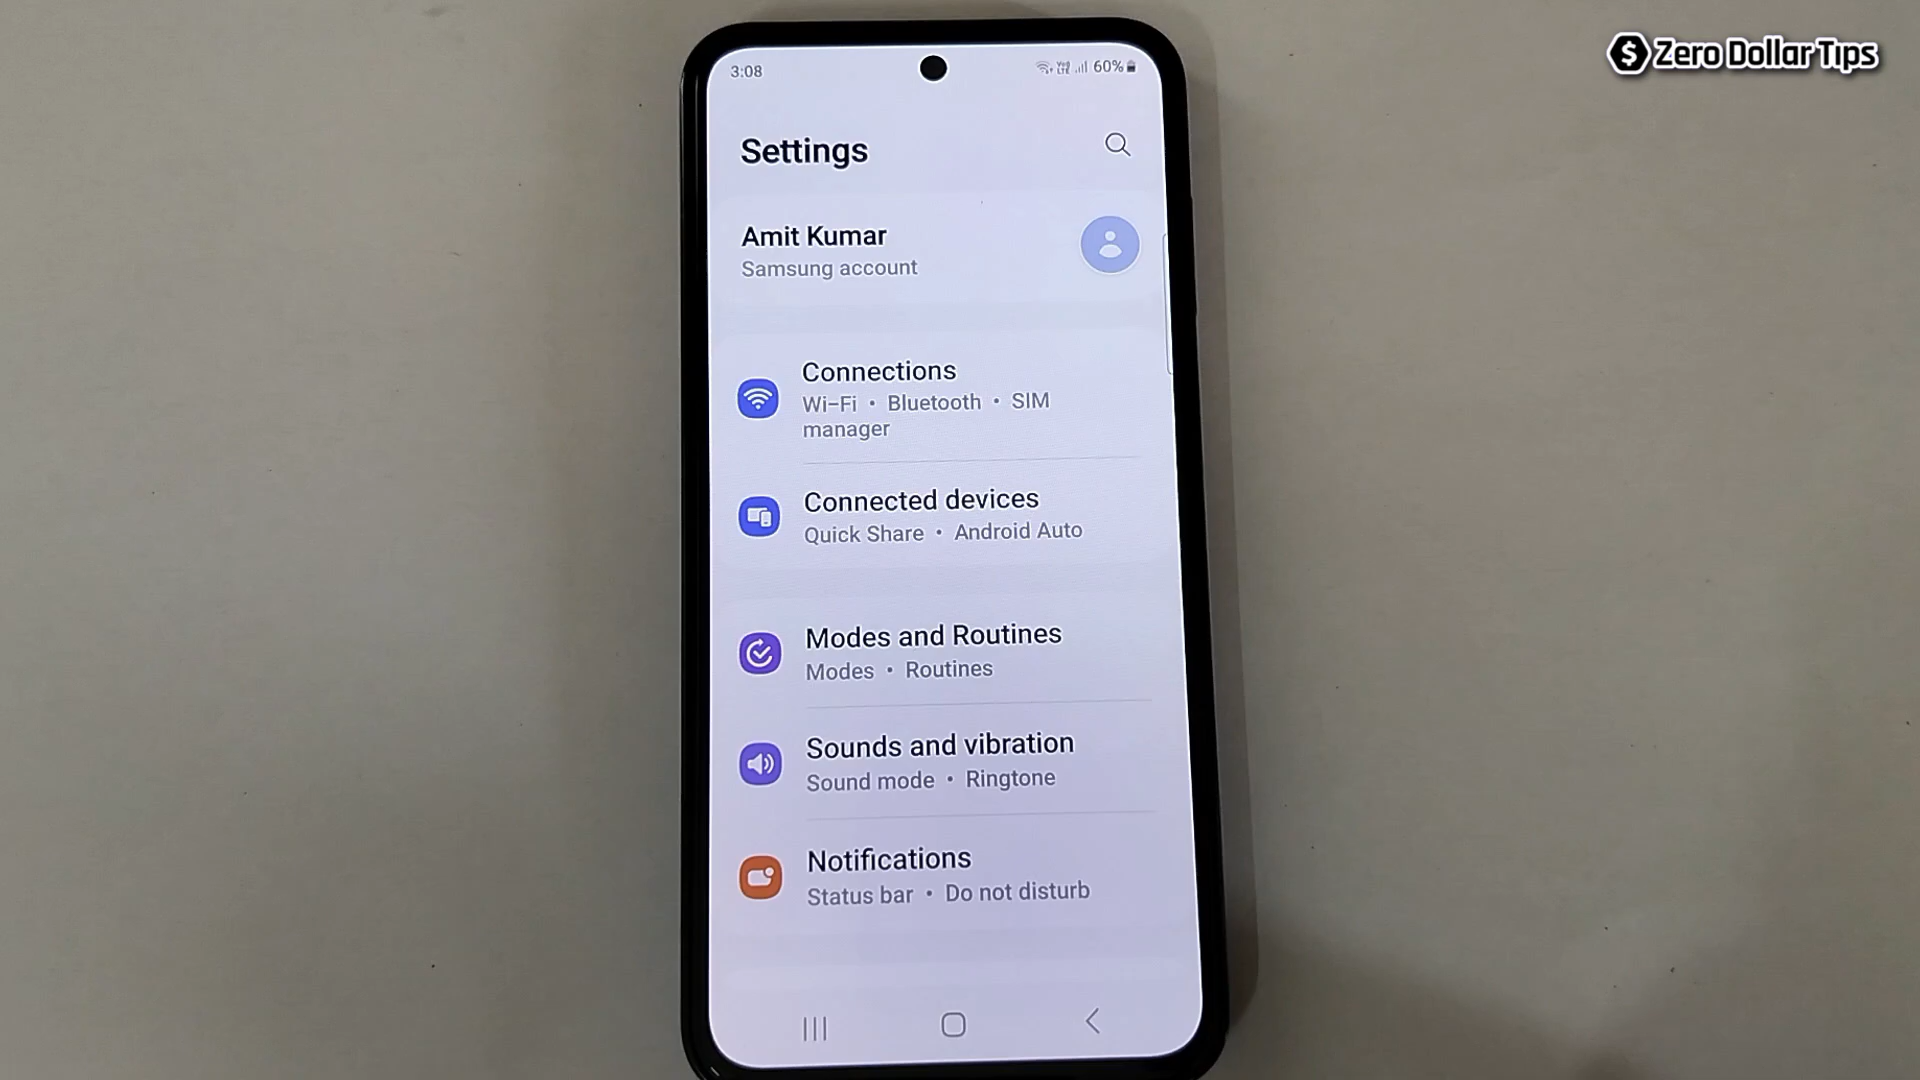 Zero Dollar Tips
3:08
60%
Settings
Amit Kumar
Samsung account
Connections
Wi-Fi • Bluetooth • SIM
manager
Connected devices
Quick Share • Android Auto
Modes and Routines
Modes • Routines
Sounds and vibration
Sound mode • Ringtone
Notifications
Status bar • Do not disturb